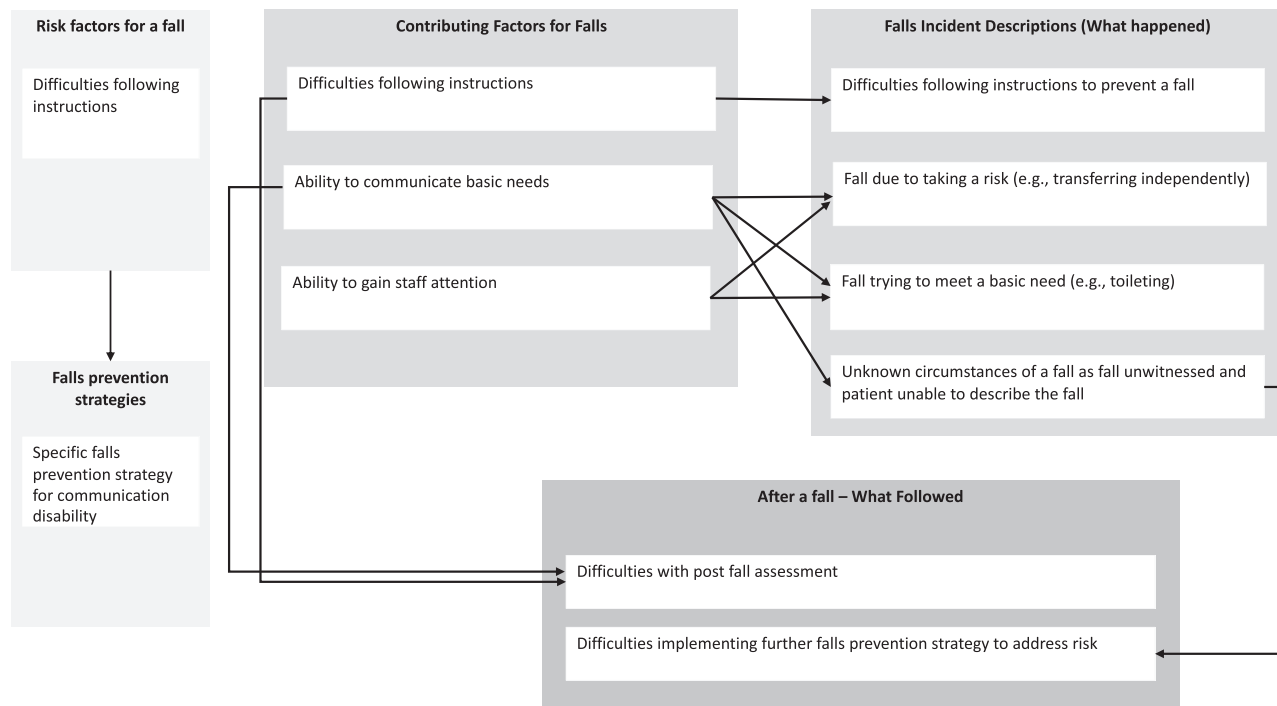 Risk factors for a fall
Difficulties following
instructions
Falls prevention
strategies
Specific falls
prevention strategy
for communication
disability
Contributing Factors for Falls
Difficulties following instructions
Ability to communicate basic needs
Ability to gain staff attention
Falls Incident Descriptions (What happened)
Difficulties following instructions to prevent a fall
Fall due to taking a risk (e.g., transferring independently)
Fall trying to meet a basic need (e.g., toileting)
Unknown circumstances of a fall as fall unwitnessed and
patient unable to describe the fall
After a fall – What Followed
Difficulties with post fall assessment
Difficulties implementing further falls prevention strategy to address risk